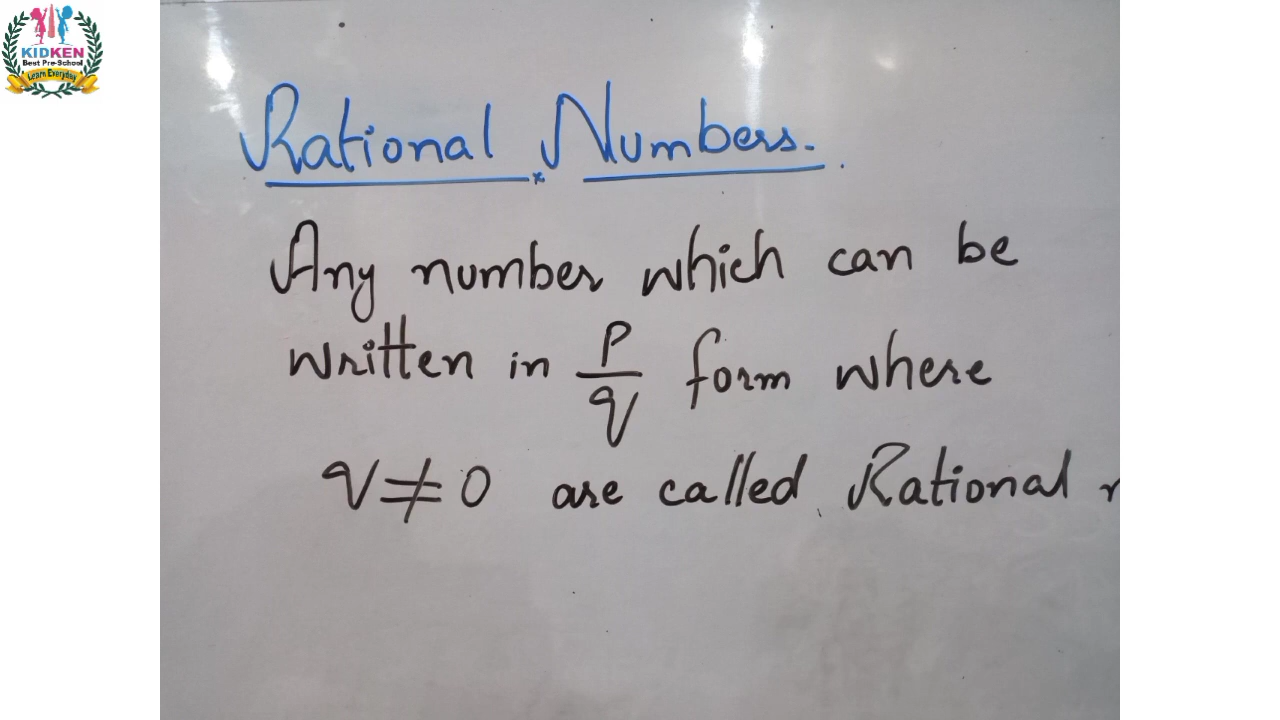 KIDKEN
Best Pre-School
Learn Everyday
Rational Numbers.
Any number which can be
written in p/q form where
q ≠ 0 are called Rational